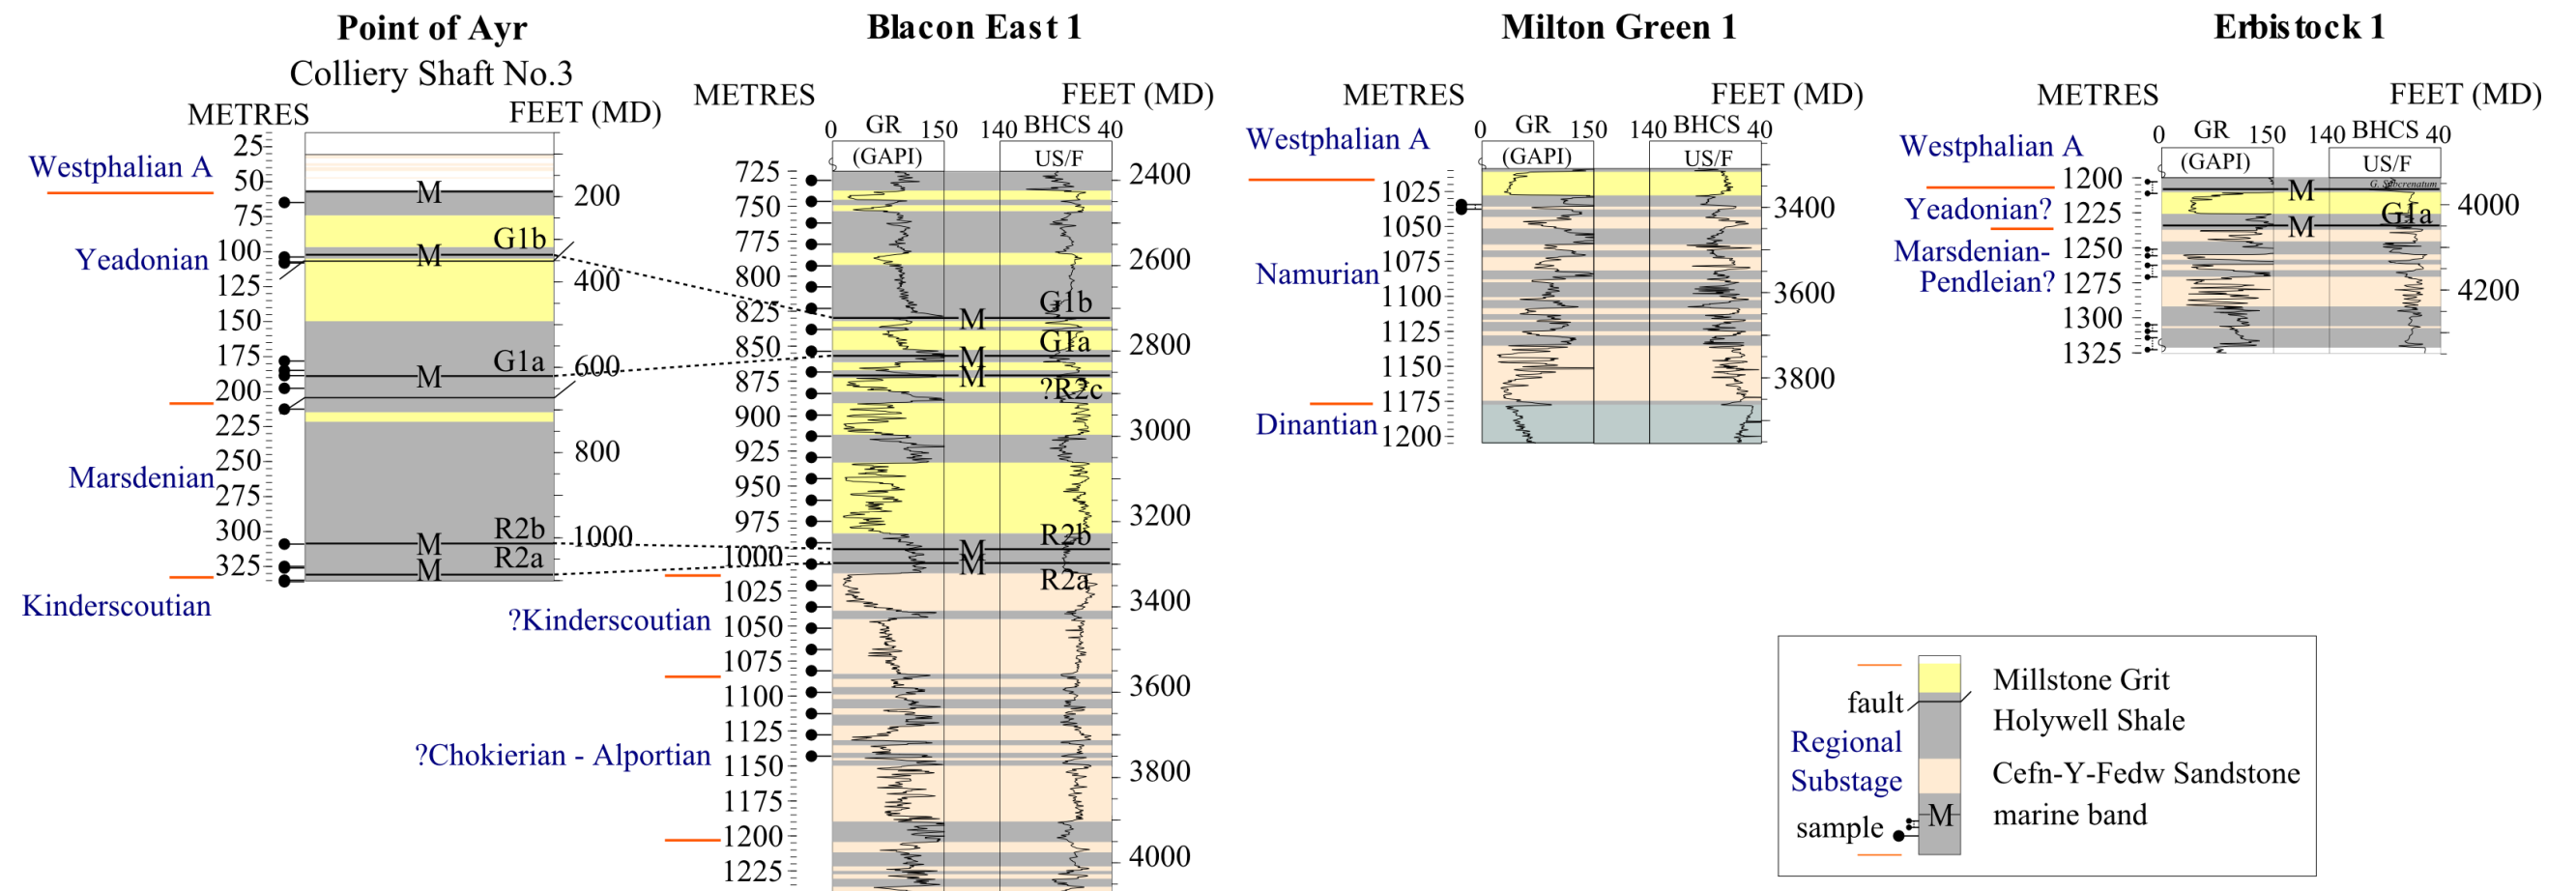 Point of Ayr
Colliery Shaft No.3
METRES
FEET (MD)
25
50
75
100
125
150
175
200
225
250
275
300
325
200
400
600
800
1000
Westphalian A
Yeadonian
Marsdenian
Kinderscoutian
M
M
G1b
M
G1a
M
R2b
M
R2a
Blacon East 1
METRES
FEET (MD)
0 GR 150 140 BHCS 40
(GAPI) US/F
725
750
775
800
825
850
875
900
925
950
975
1000
1025
1050
1075
1100
1125
1150
1175
1200
1225
2400
2600
2800
3000
3200
3400
3600
3800
4000
G1b
M
G1a
M
M
?R2c
R2b
M
M
R2a
?Kinderscoutian
?Chokierian - Alportian
Milton Green 1
METRES
FEET (MD)
0 GR 150 140 BHCS 40
(GAPI) US/F
Westphalian A
Namurian
Dinantian
1025
1050
1075
1100
1125
1150
1175
1200
3400
3600
3800
Erbistock 1
METRES
FEET (MD)
0 GR 150 140 BHCS 40
(GAPI) US/F
Westphalian A
Yeadonian?
Marsdenian-
Pendleian?
1200
1225
1250
1275
1300
1325
4000
4200
G. Subcrenatum
M
G1a
M
fault
Regional
Substage
sample
M
Millstone Grit
Holywell Shale
Cefn-Y-Fedw Sandstone
marine band